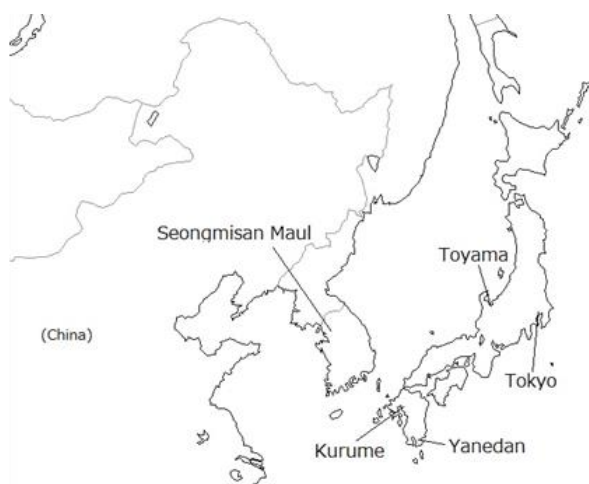 Seongmisan Maul
Toyama
(China)
Tokyo
Kurume
Yanedan